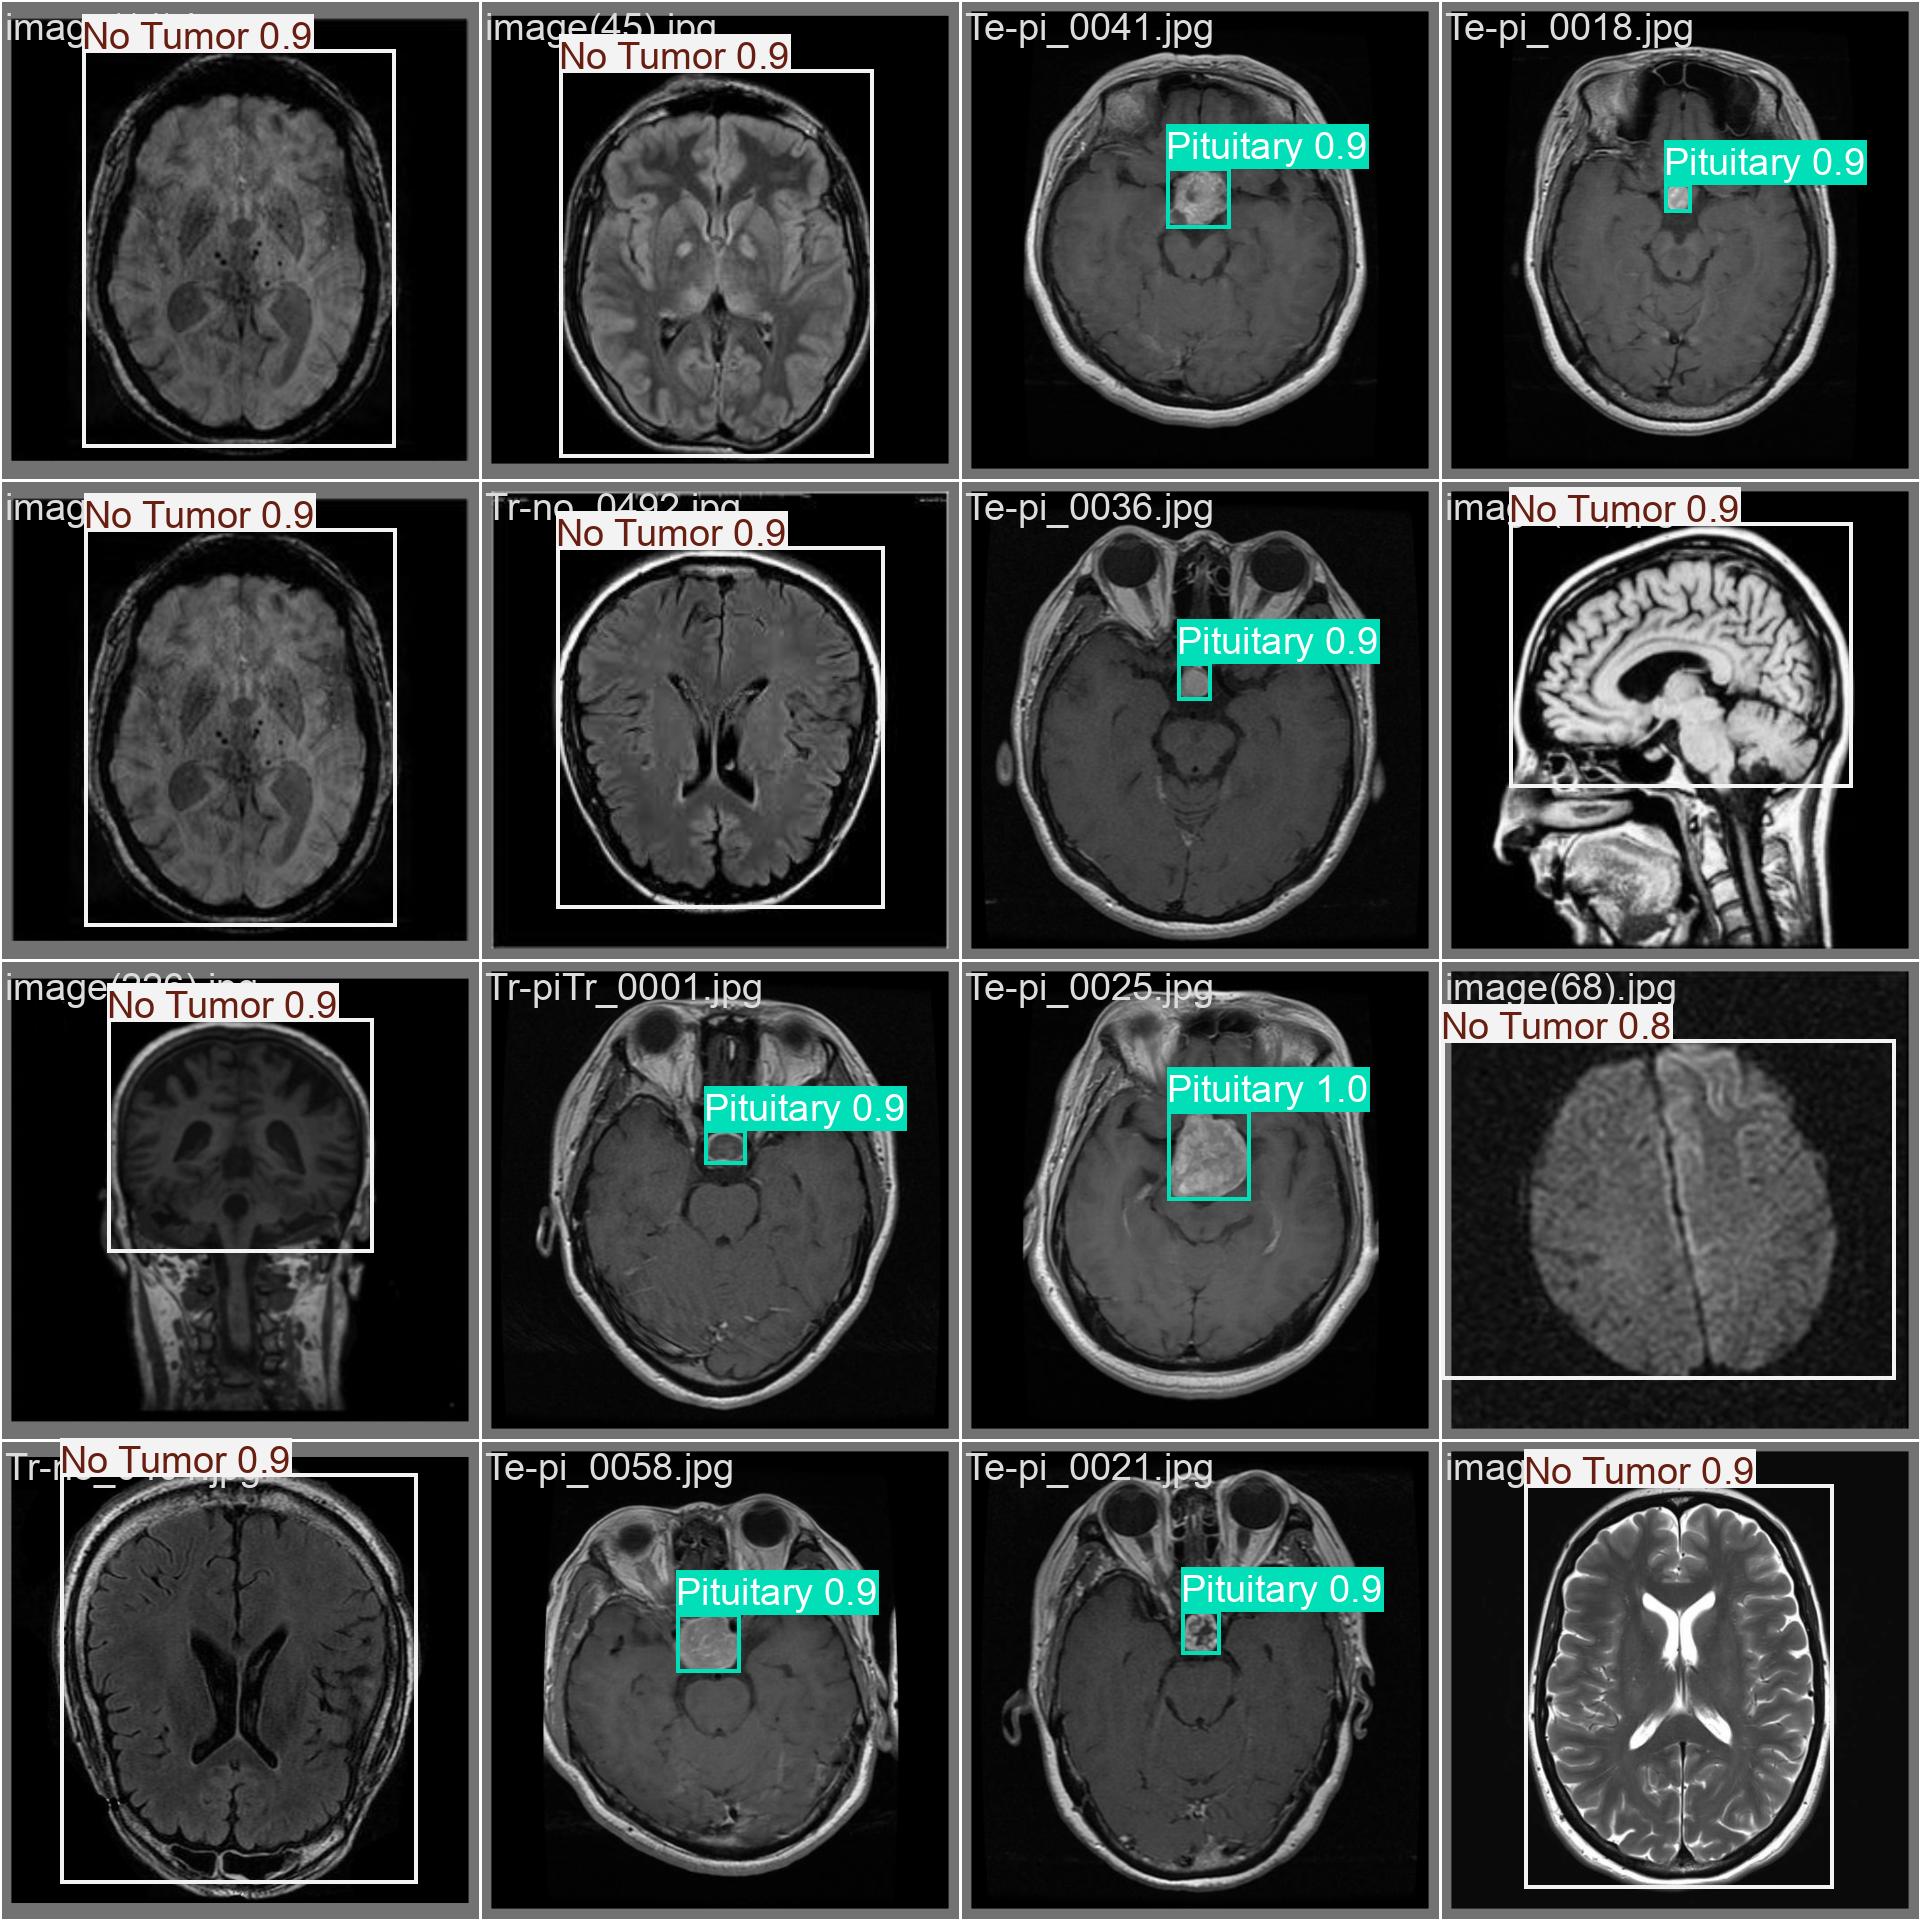 No Tumor 0.9
image(45).jpg
No Tumor 0.9
Te-pi_0041.jpg
Pituitary 0.9
Te-pi_0018.jpg
Pituitary 0.9
No Tumor 0.9
Tr-no_0492.jpg
No Tumor 0.9
Te-pi_0036.jpg
Pituitary 0.9
No Tumor 0.9
No Tumor 0.9
Tr-piTr_0001.jpg
Pituitary 0.9
Te-pi_0025.jpg
Pituitary 1.0
image(68).jpg
No Tumor 0.8
No Tumor 0.9
Te-pi_0058.jpg
Pituitary 0.9
Te-pi_0021.jpg
Pituitary 0.9
No Tumor 0.9